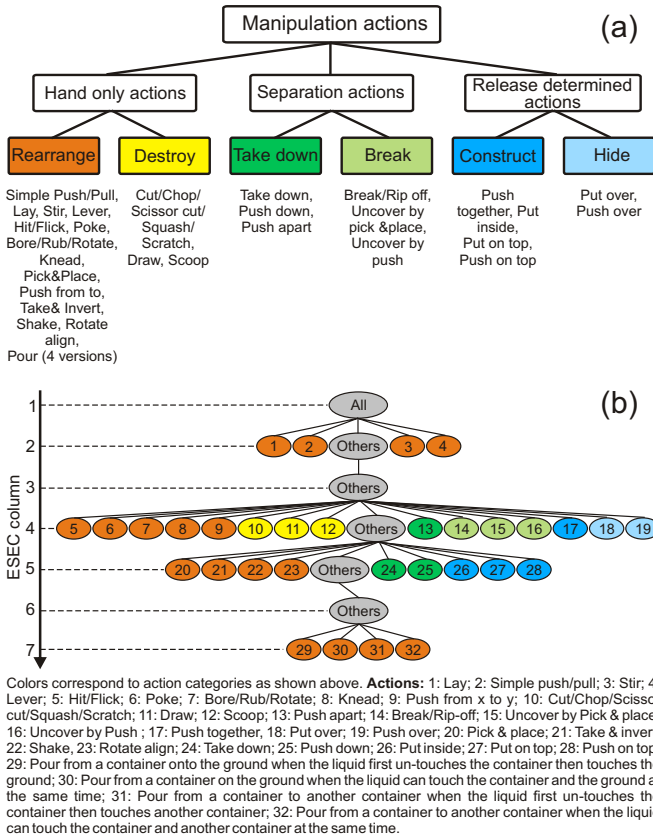 Manipulation actions
(a)
Hand only actions
Separation actions
Release determined
actions
Rearrange
Destroy
Take down
Break
Construct
Hide
Simple Push/Pull,
Lay, Stir, Lever,
Hit/Flick, Poke,
Bore/Rub/Rotate,
Knead,
Pick&Place,
Push from to,
Take& Invert,
Shake, Rotate
align,
Pour (4 versions)
Cut/Chop/
Scissor cut/
Squash/
Scratch,
Draw, Scoop
Take down,
Push down,
Push apart
Break/Rip off,
Uncover by
pick &place,
Uncover by
push
Push
together, Put
inside,
Put on top,
Push on top
Put over,
Push over
(b)
ESEC column
1
All
2
1 2 Others 3 4
3
Others
4
5 6 7 8 9 10 11 12 Others 13 14 15 16 17 18 19
5
20 21 22 23 Others 24 25 26 27 28
6
Others
7
29 30 31 32
Colors correspond to action categories as shown above. Actions: 1: Lay; 2: Simple push/pull; 3: Stir; 4
Lever; 5: Hit/Flick; 6: Poke; 7: Bore/Rub/Rotate; 8: Knead; 9: Push from x to y; 10: Cut/Chop/Scisso
cut/Squash/Scratch; 11: Draw; 12: Scoop; 13: Push apart; 14: Break/Rip-off; 15: Uncover by Pick & place
16: Uncover by Push ; 17: Push together, 18: Put over; 19: Push over; 20: Pick & place; 21: Take & inver
22: Shake, 23: Rotate align; 24: Take down; 25: Push down; 26: Put inside; 27: Put on top; 28: Push on top
29: Pour from a container onto the ground when the liquid first un-touches the container then touches the
ground; 30: Pour from a container on the ground when the liquid can touch the container and the ground a
the same time; 31: Pour from a container to another container when the liquid first un-touches the
container then touches another container; 32: Pour from a container to another container when the liquid
can touch the container and another container at the same time.